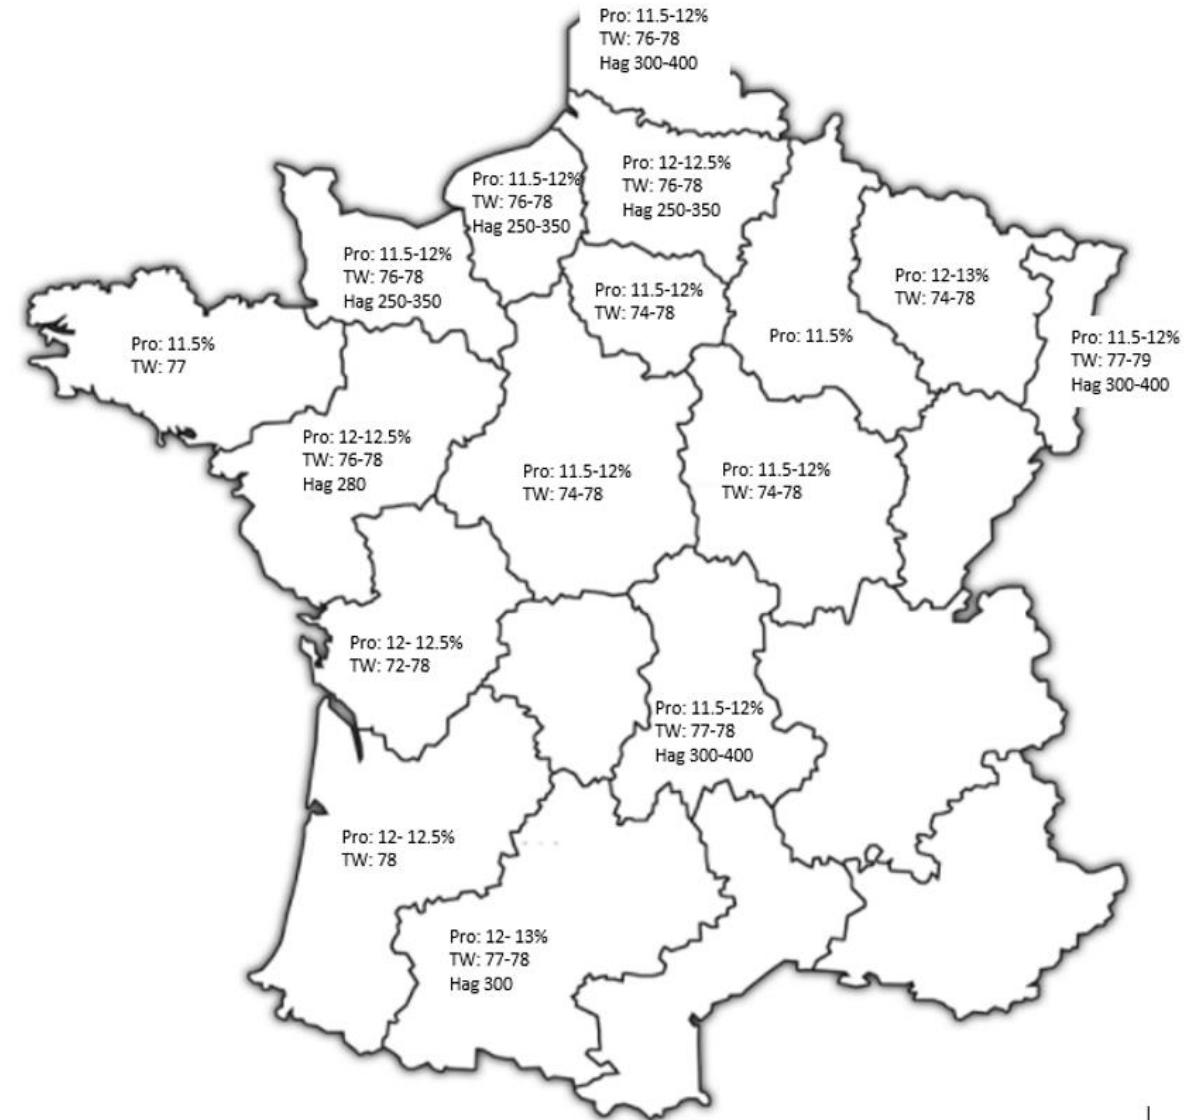 Pro: 11.5-12%
TW: 76-78
Hag 300-400
Pro: 12-12.5%
TW: 76-78
Hag 250-350
Pro: 11.5-12%
TW: 76-78
Hag 250-350
Pro: 11.5-12%
TW: 76-78
Hag 250-350
Pro: 11.5-12%
TW: 74-78
Pro: 12-13%
TW: 74-78
Pro: 11.5%
Pro: 11.5-12%
TW: 77-79
Hag 300-400
Pro: 11.5%
TW: 77
Pro: 12-12.5%
TW: 76-78
Hag 280
Pro: 11.5-12%
TW: 74-78
Pro: 11.5-12%
TW: 74-78
Pro: 12- 12.5%
TW: 72-78
Pro: 11.5-12%
TW: 77-78
Hag 300-400
Pro: 12- 12.5%
TW: 78
Pro: 12- 13%
TW: 77-78
Hag 300